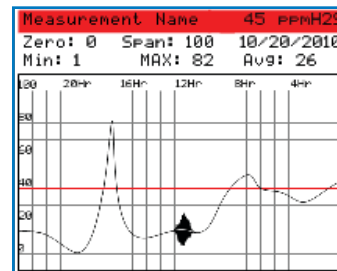 Measurement Name 45 PPMH2S
Zero: 0 Span: 100 10/20/2010
Min: 1 MAX: 82 Avg: 26
100 20Hr 16Hr 12Hr 8Hr 4Hr
80
60
40
20
0